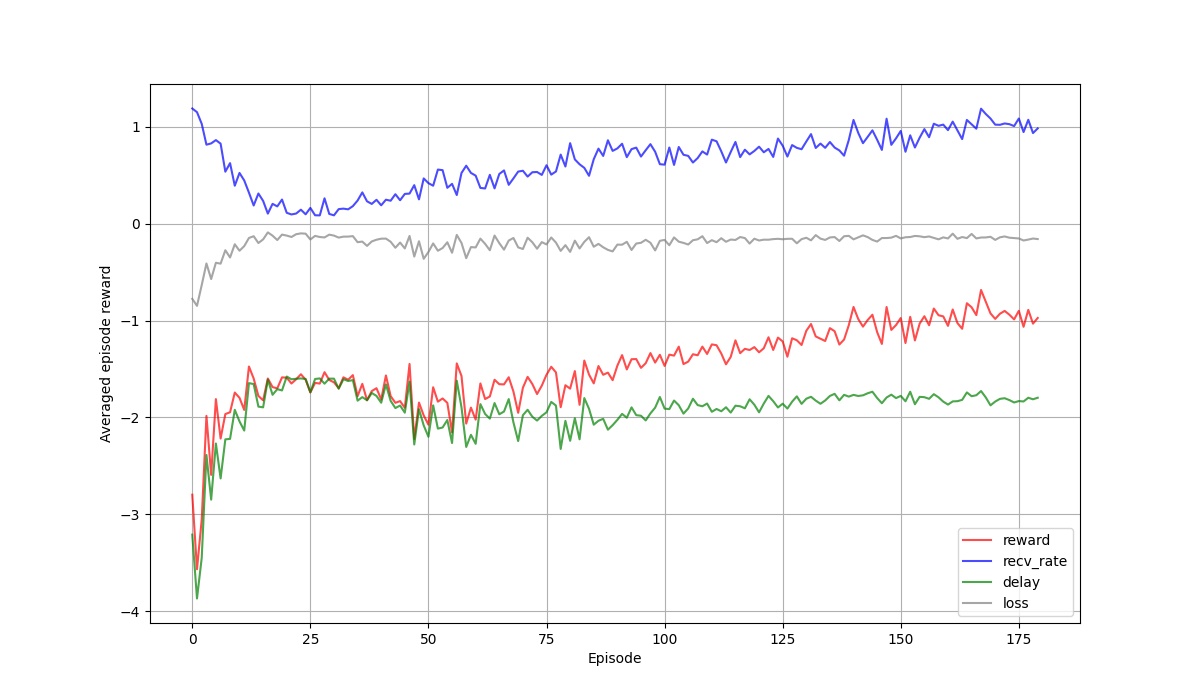 1
0
−1
−2
−3
−4
Averaged episode reward
reward
recv_rate
delay
loss
0 25 50 75 100 125 150 175
Episode